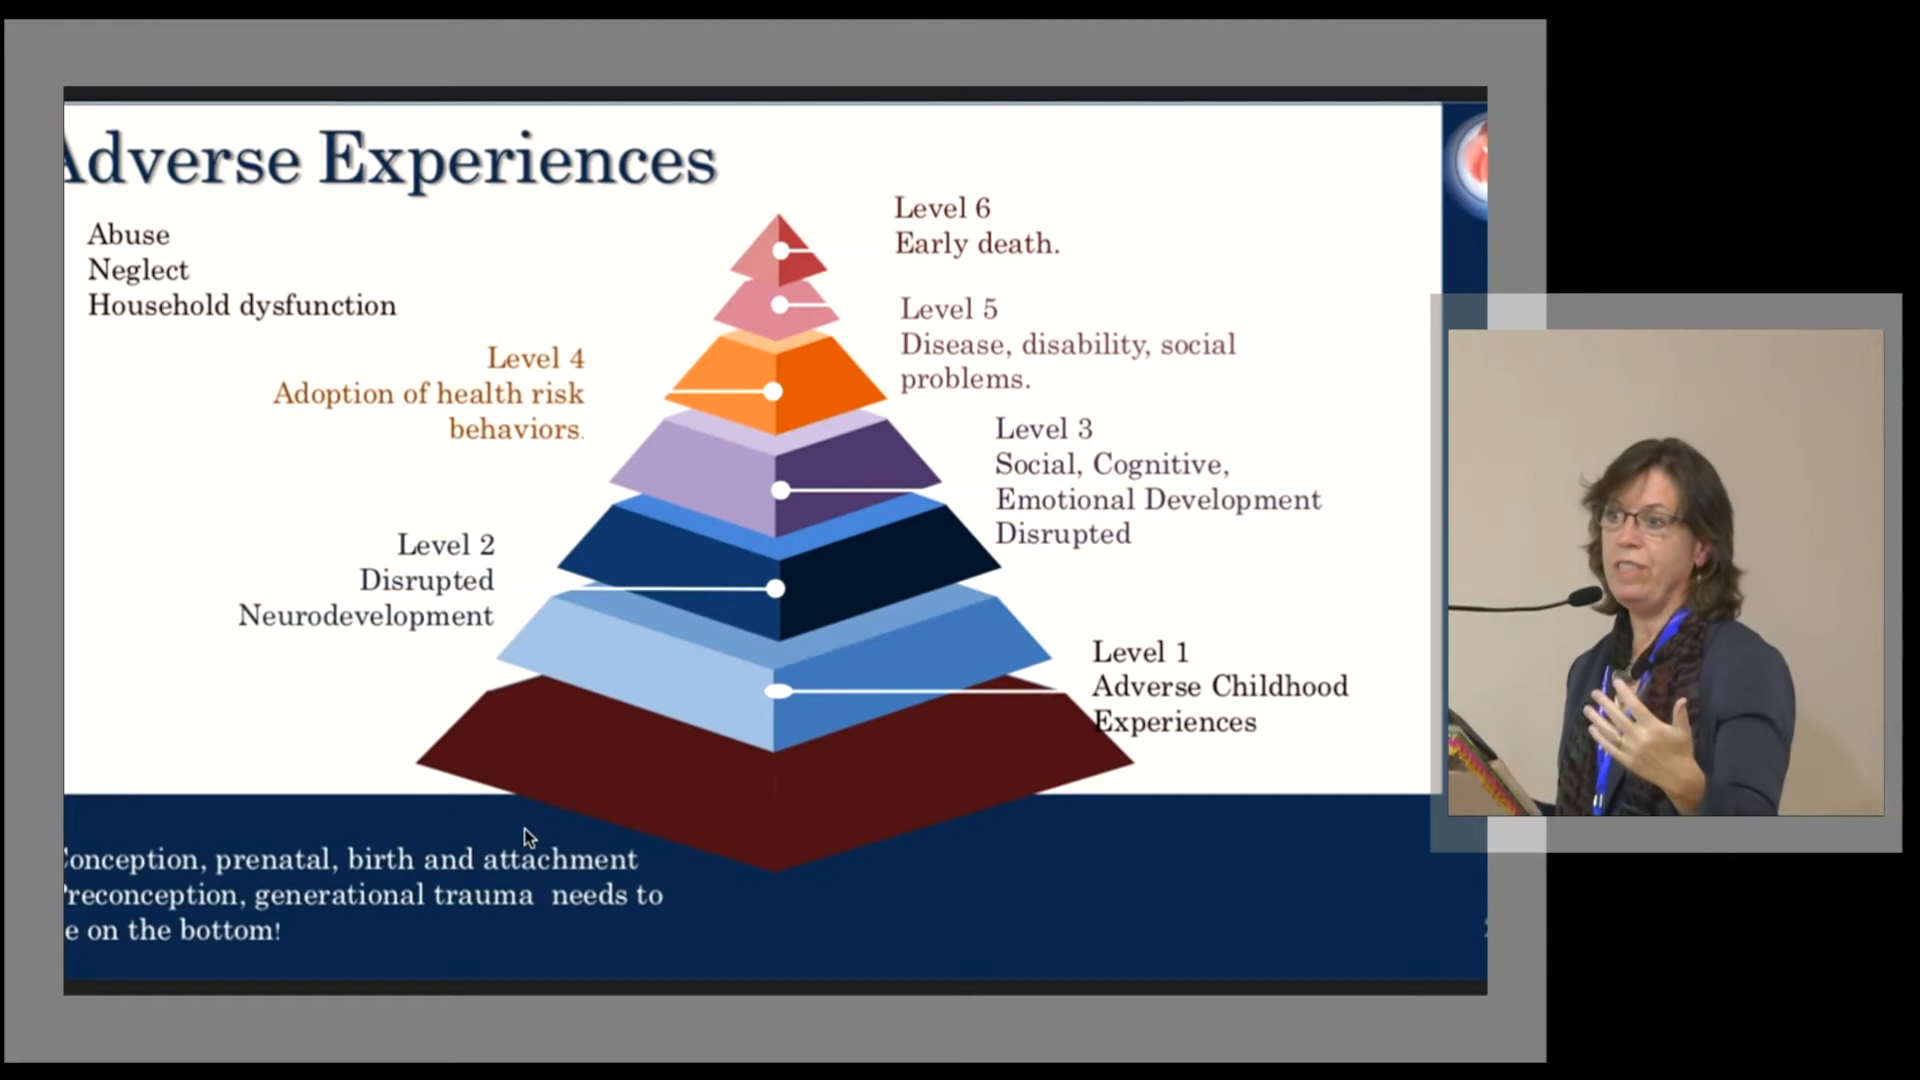 Adverse Experiences
Abuse
Neglect
Household dysfunction
Level 6
Early death.
Level 5
Disease, disability, social
problems.
Level 4
Adoption of health risk
behaviors.
Level 3
Social, Cognitive,
Emotional Development
Disrupted
Level 2
Disrupted
Neurodevelopment
Level 1
Adverse Childhood
Experiences
Conception, prenatal, birth and attachment
Preconception, generational trauma needs to
e on the bottom!